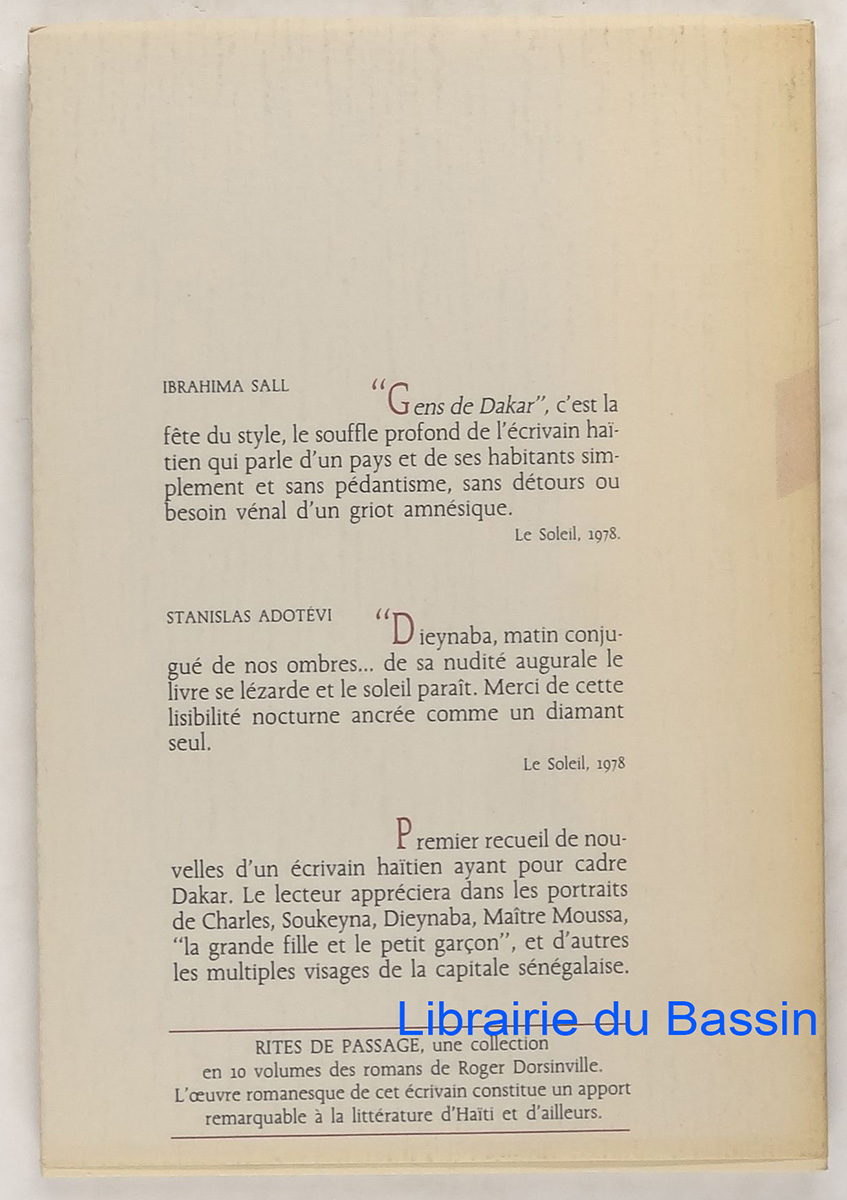 IBRAHIMA SALL
“Gens de Dakar”, c’est la
fête du style, le souffle profond de l’écrivain haï-
tien qui parle d’un pays et de ses habitants sim-
plement et sans pédantisme, sans détours ou
besoin vénal d’un griot amnésique.
Le Soleil, 1978.
STANISLAS ADOTÉVI
“Dieynaba, matin conju-
gué de nos ombres... de sa nudité augurale le
livre se lézarde et le soleil paraît. Merci de cette
lisibilité nocturne ancrée comme un diamant
seul.
Le Soleil, 1978
Premier recueil de nou-
velles d’un écrivain haïtien ayant pour cadre
Dakar. Le lecteur appréciera dans les portraits
de Charles, Soukeyna, Dieynaba, Maître Moussa,
“la grande fille et le petit garçon”, et d’autres
les multiples visages de la capitale sénégalaise.
Librairie du Bassin
RITES DE PASSAGE, une collection
en 10 volumes des romans de Roger Dorsinville.
L’œuvre romanesque de cet écrivain constitue un apport
remarquable à la littérature d’Haïti et d’ailleurs.